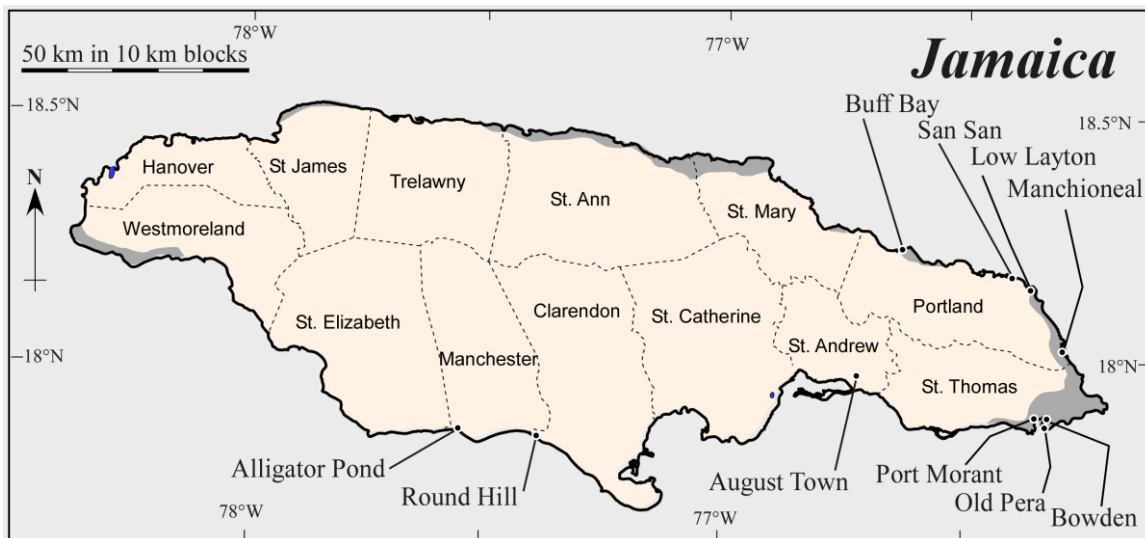 78°W
77°W
50 km in 10 km blocks
Jamaica
18.5°N
Buff Bay
18.5°N
San San
Low Layton
Manchioneal
Hanover
St James
Trelawny
N
St. Ann
St. Mary
Westmoreland
Portland
Clarendon
St. Catherine
St. Elizabeth
St. Andrew
Manchester
18°N
18°N
St. Thomas
Alligator Pond
Round Hill
August Town
Port Morant
Old Pera
Bowden
78°W
77°W